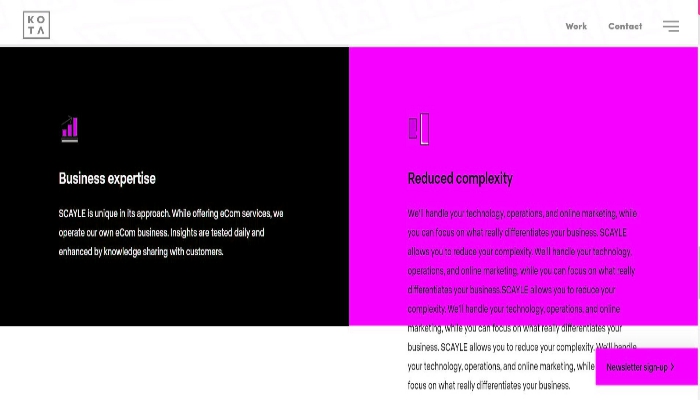 KO
TA
Work
Contact
Business expertise
SCAYLE is unique in its approach. While offering eCom services, we
operate our own eCom business. Insights are tested daily and
enhanced by knowledge sharing with customers.
Reduced complexity
We'll handle your technology, operations, and online marketing, while
you can focus on what really differentiates your business. SCAYLE
allows you to reduce your complexity. We'll handle your technology,
operations, and online marketing, while you can focus on what really
differentiates your business.SCAYLE allows you to reduce your
complexity. We'll handle your technology, operations, and online
marketing, while you can focus on what really differentiates your
business. SCAYLE allows you to reduce your complexity. We'll handle
your technology, operations, and online marketing, while
focus on what really differentiates your business.
Newsletter sign-up